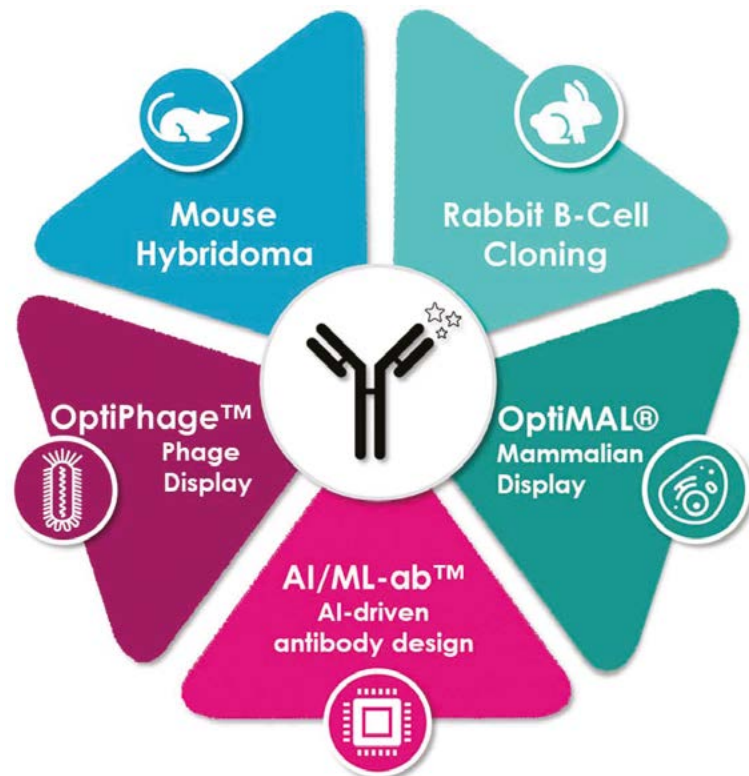 Mouse
Hybridoma
Rabbit B-Cell
Cloning
OptiPhage™
Phage
Display
OptiMAL®
Mammalian
Display
AI/ML-ab™
AI-driven
antibody design